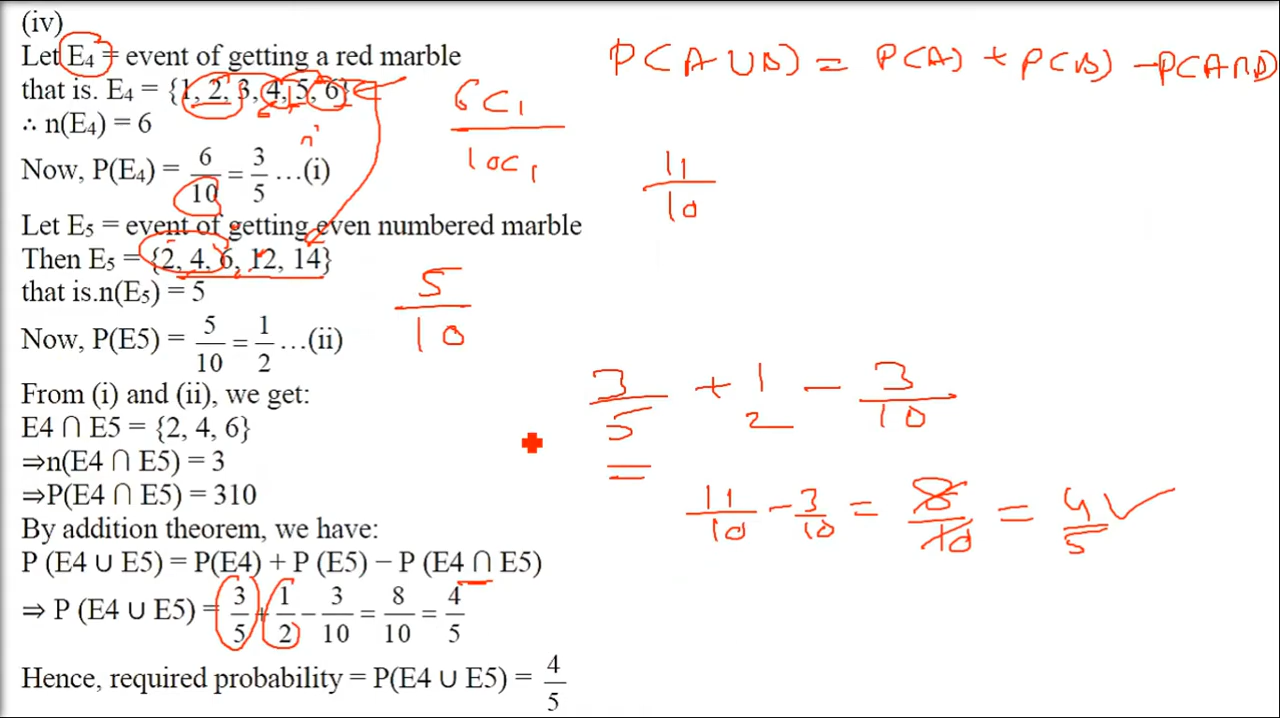 (iv)
Let E₄ = event of getting a red marble
that is. E₄ = {1, 2, 3, 4, 5, 6}
∴ n(E₄) = 6
Now, P(E₄) = 6/10 = 3/5 …(i)
Let E₅ = event of getting even numbered marble
Then E₅ = {2, 4, 6, 12, 14}
that is.n(E₅) = 5
Now, P(E5) = 5/10 = 1/2 …(ii)
From (i) and (ii), we get:
E4 ∩ E5 = {2, 4, 6}
⇒n(E4 ∩ E5) = 3
⇒P(E4 ∩ E5) = 310
By addition theorem, we have:
P (E4 ∪ E5) = P(E4) + P (E5) − P (E4 ∩ E5)
⇒ P (E4 ∪ E5) = 3/5 + 1/2 − 3/10 = 8/10 = 4/5
Hence, required probability = P(E4 ∪ E5) = 4/5
P(A∪B) = P(A) + P(B) − P(A∩B)
6C₁/10C₁
11/10
5/10
3/5 + 1/2 − 3/10
=
11/10 − 3/10 = 8/10 = 4/5 ✓